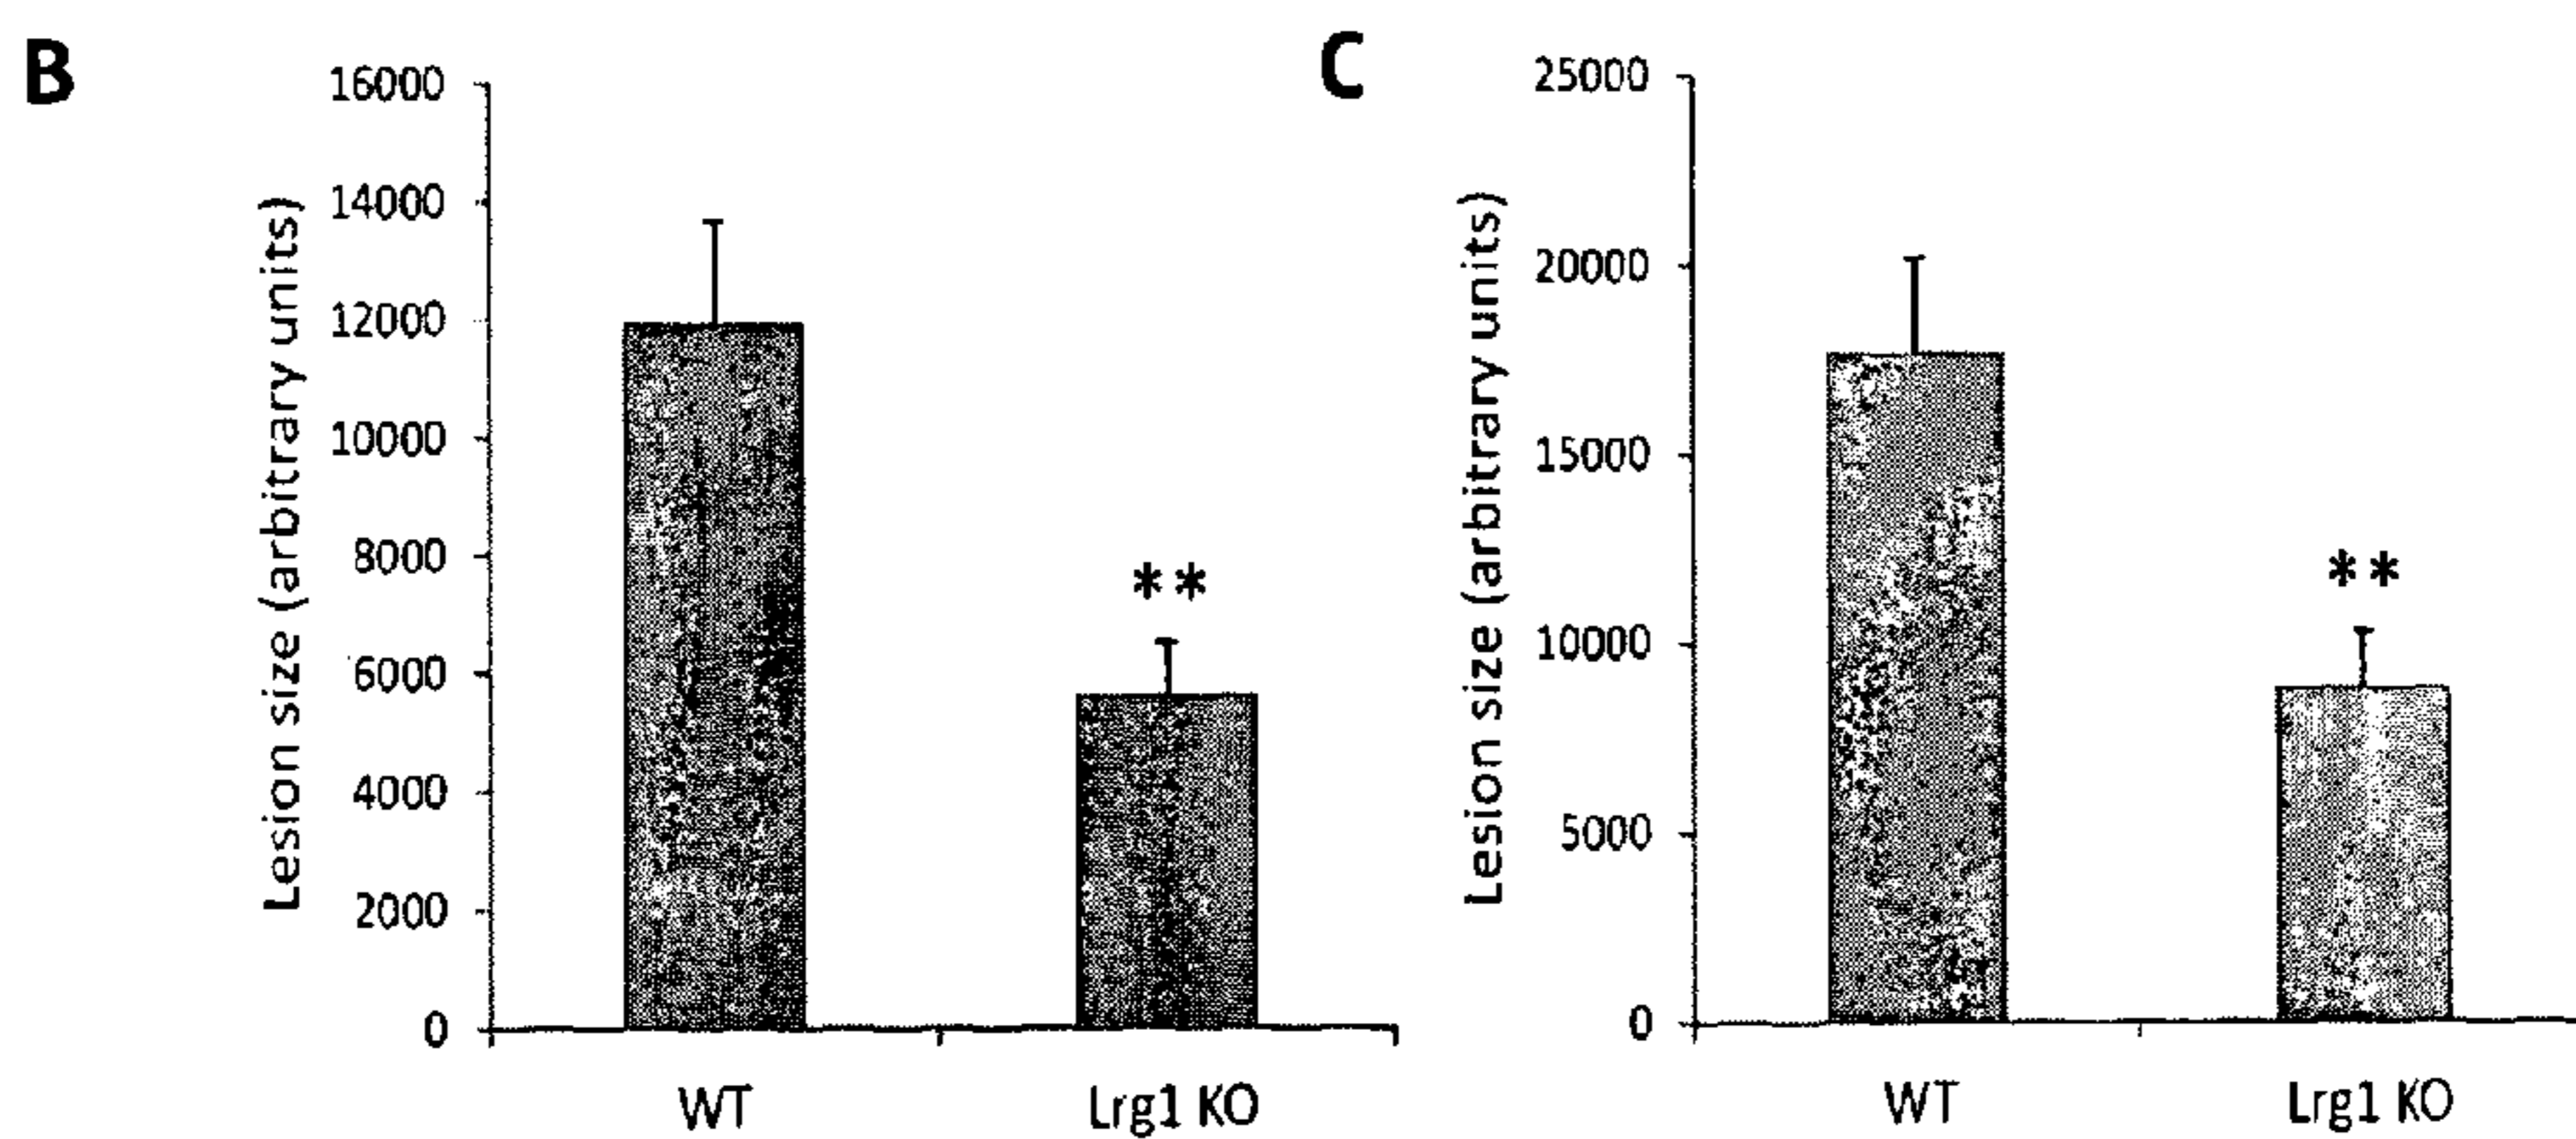 B
Lesion size (arbitrary units)
16000
14000
12000
10000
8000
6000
4000
2000
0
**
WT
Lrg1 KO
C
Lesion size (arbitrary units)
25000
20000
15000
10000
5000
0
**
WT
Lrg1 KO